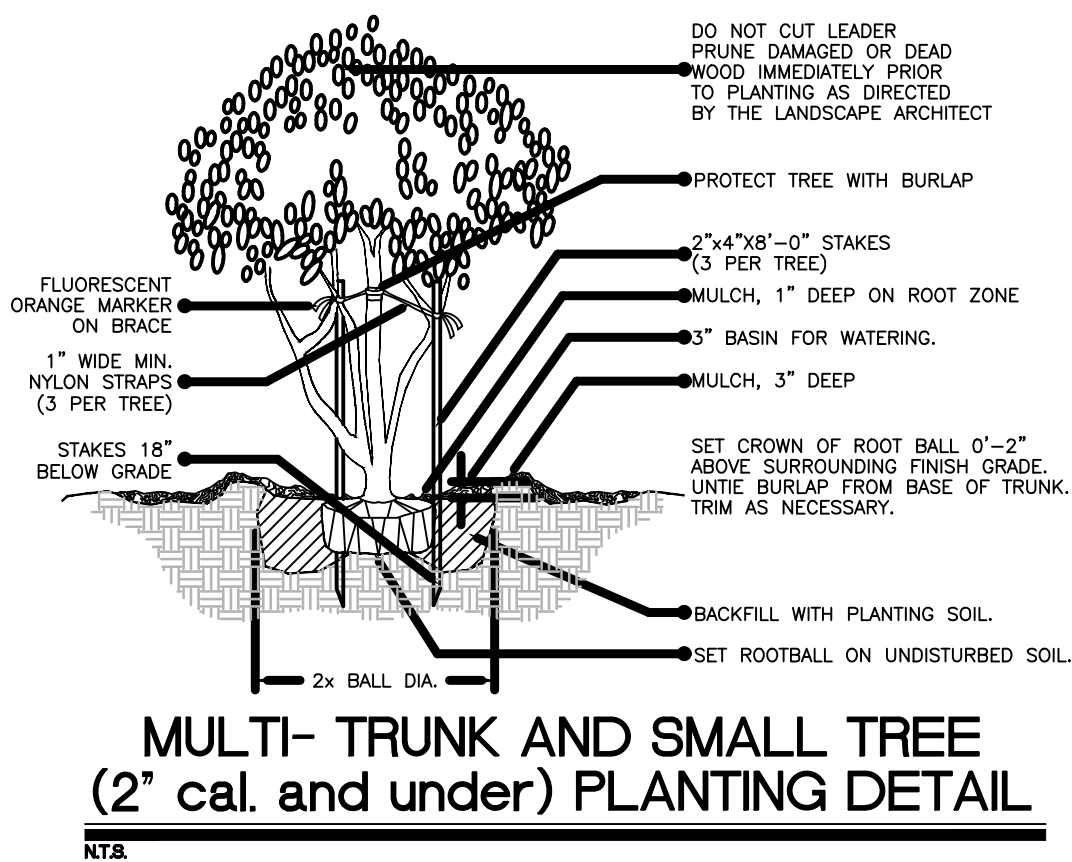 DO NOT CUT LEADER
PRUNE DAMAGED OR DEAD
WOOD IMMEDIATELY PRIOR
TO PLANTING AS DIRECTED
BY THE LANDSCAPE ARCHITECT
PROTECT TREE WITH BURLAP
2"x4"X8'-0" STAKES
(3 PER TREE)
MULCH, 1" DEEP ON ROOT ZONE
3" BASIN FOR WATERING.
MULCH, 3" DEEP
SET CROWN OF ROOT BALL 0'-2"
ABOVE SURROUNDING FINISH GRADE.
UNTIE BURLAP FROM BASE OF TRUNK.
TRIM AS NECESSARY.
BACKFILL WITH PLANTING SOIL.
SET ROOTBALL ON UNDISTURBED SOIL.
FLUORESCENT
ORANGE MARKER
ON BRACE
1" WIDE MIN.
NYLON STRAPS
(3 PER TREE)
STAKES 18"
BELOW GRADE
2x BALL DIA.
MULTI- TRUNK AND SMALL TREE
(2" cal. and under) PLANTING DETAIL
N.T.S.